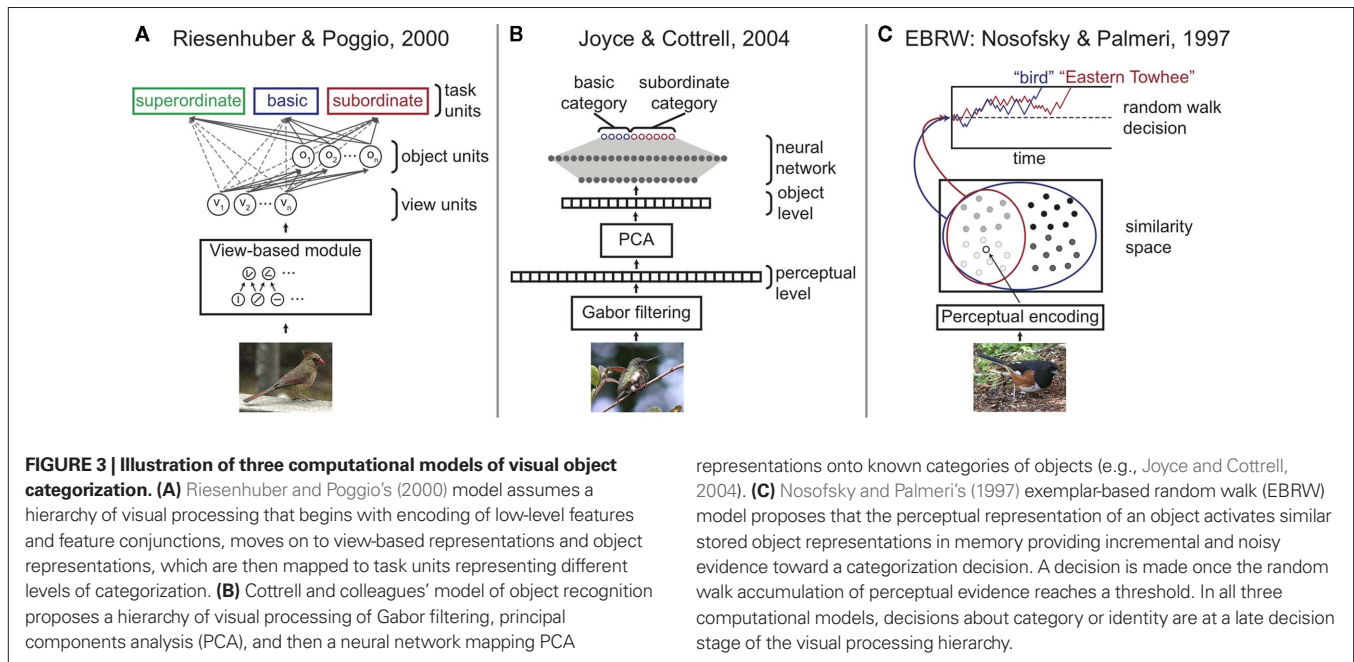 A Riesenhuber & Poggio, 2000
superordinate basic subordinate
task
units
o1 o2 ··· on
object units
v1 v2 ··· vn
view units
View-based module
···
···
B Joyce & Cottrell, 2004
basic
category
subordinate
category
neural
network
object
level
PCA
perceptual
level
Gabor filtering
C EBRW: Nosofsky & Palmeri, 1997
“bird” “Eastern Towhee”
random walk
decision
time
similarity
space
Perceptual encoding
FIGURE 3 | Illustration of three computational models of visual object
categorization. (A) Riesenhuber and Poggio’s (2000) model assumes a
hierarchy of visual processing that begins with encoding of low-level features
and feature conjunctions, moves on to view-based representations and object
representations, which are then mapped to task units representing different
levels of categorization. (B) Cottrell and colleagues’ model of object recognition
proposes a hierarchy of visual processing of Gabor filtering, principal
components analysis (PCA), and then a neural network mapping PCA
representations onto known categories of objects (e.g., Joyce and Cottrell,
2004). (C) Nosofsky and Palmeri’s (1997) exemplar-based random walk (EBRW)
model proposes that the perceptual representation of an object activates similar
stored object representations in memory providing incremental and noisy
evidence toward a categorization decision. A decision is made once the random
walk accumulation of perceptual evidence reaches a threshold. In all three
computational models, decisions about category or identity are at a late decision
stage of the visual processing hierarchy.